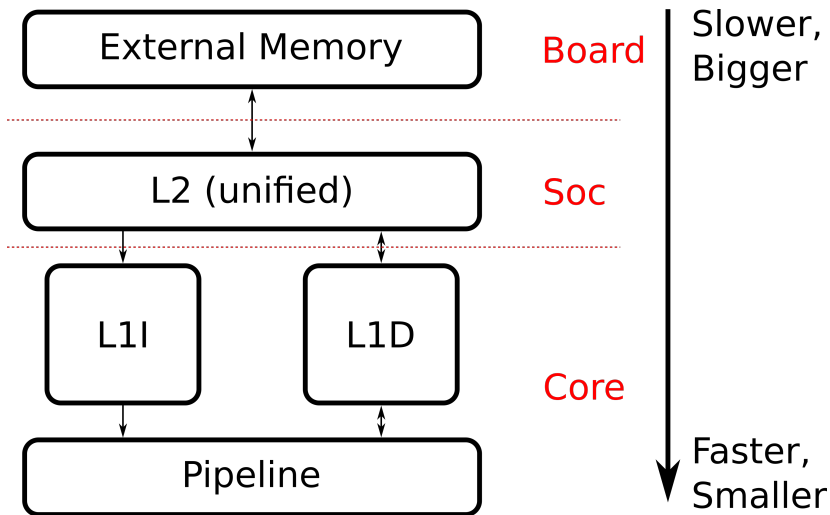 External Memory
Board
Slower,
Bigger
L2 (unified)
Soc
L1I
L1D
Core
Pipeline
Faster,
Smaller